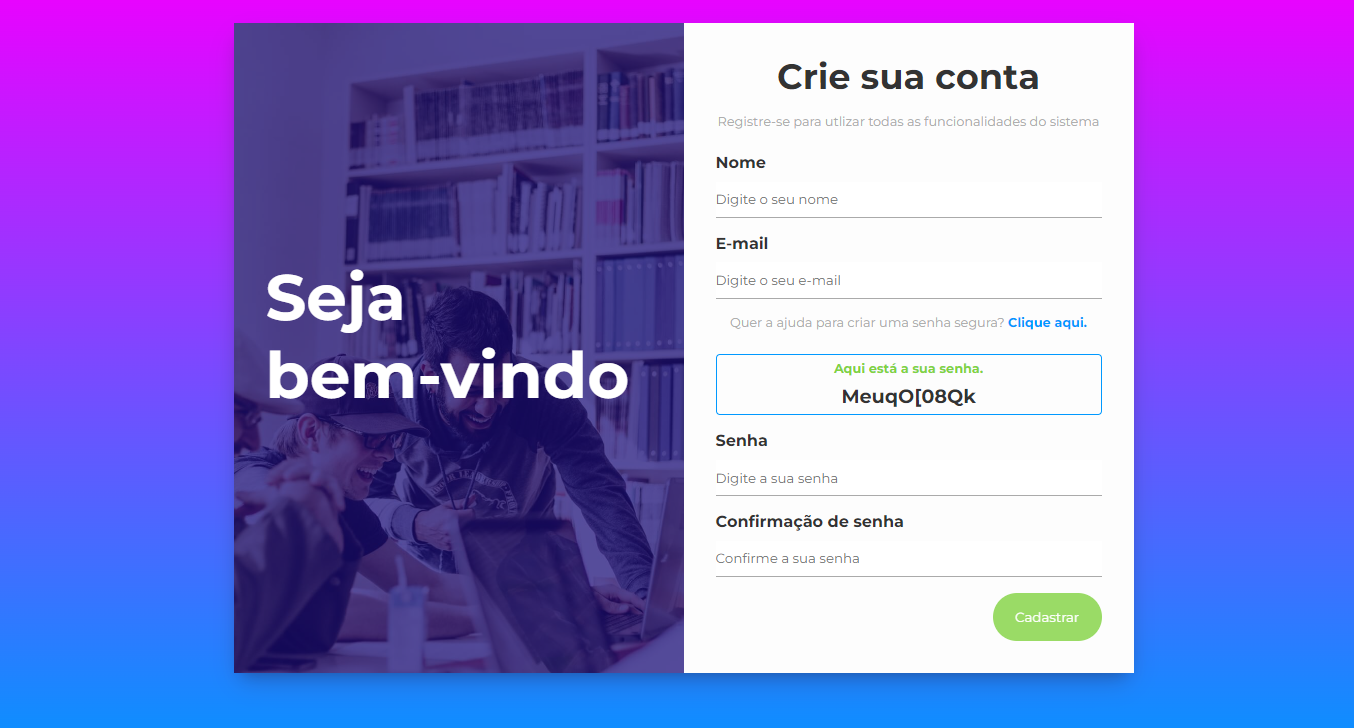 Seja
bem-vindo
Crie sua conta
Registre-se para utlizar todas as funcionalidades do sistema
Nome
Digite o seu nome
E-mail
Digite o seu e-mail
Quer a ajuda para criar uma senha segura? Clique aqui.
Aqui está a sua senha.
MeuqO[08Qk
Senha
Digite a sua senha
Confirmação de senha
Confirme a sua senha
Cadastrar